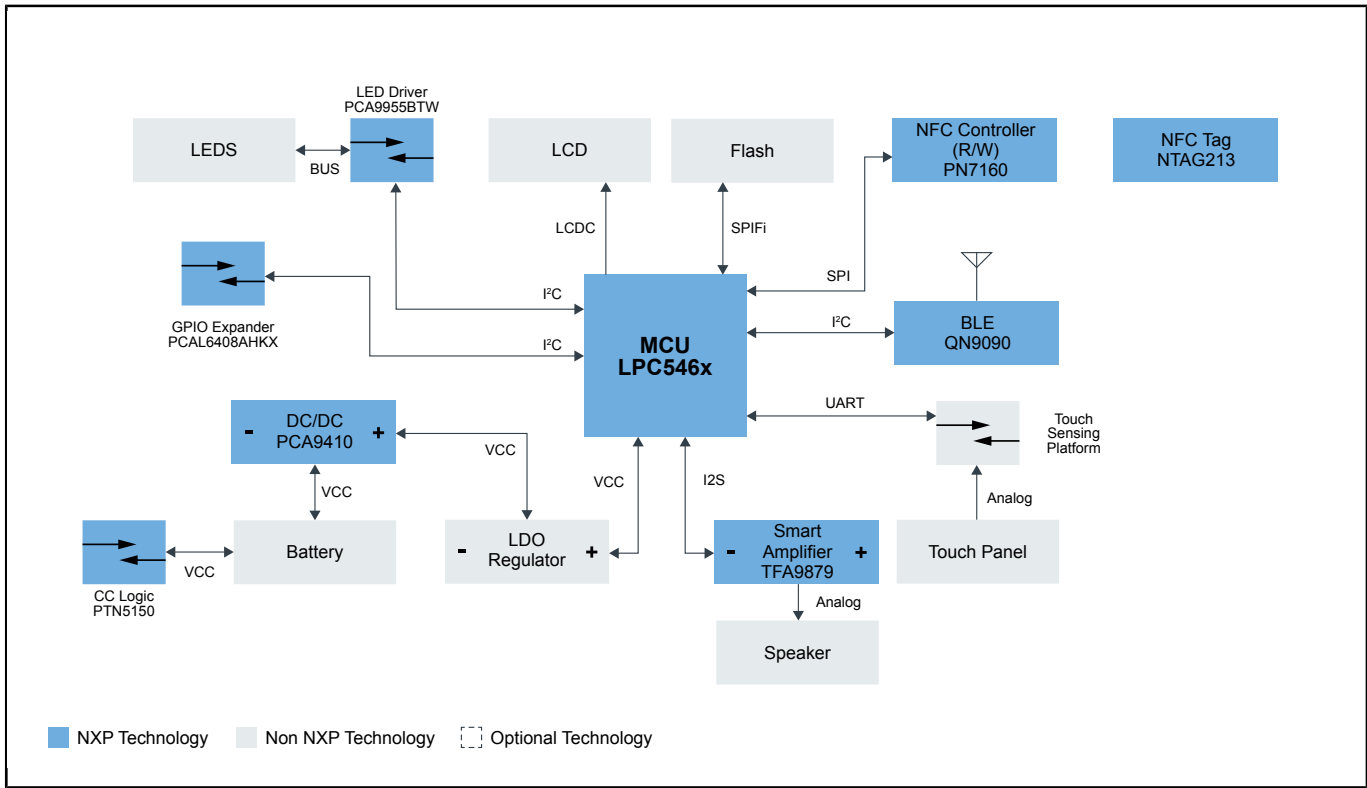 LED Driver
PCA9955BTW
LEDS
BUS
LCD
Flash
NFC Controller
(R/W)
PN7160
NFC Tag
NTAG213
LCDC
SPIFi
SPI
I²C
GPIO Expander
PCAL6408AHKX
I²C
MCU
LPC546x
I²C
BLE
QN9090
UART
Touch
Sensing
Platform
- DC/DC +
PCA9410
VCC
VCC
VCC
I2S
Analog
CC Logic
PTN5150
VCC
Battery
- LDO +
Regulator
- Smart +
Amplifier
TFA9879
Touch Panel
Analog
Speaker
NXP Technology
Non NXP Technology
Optional Technology